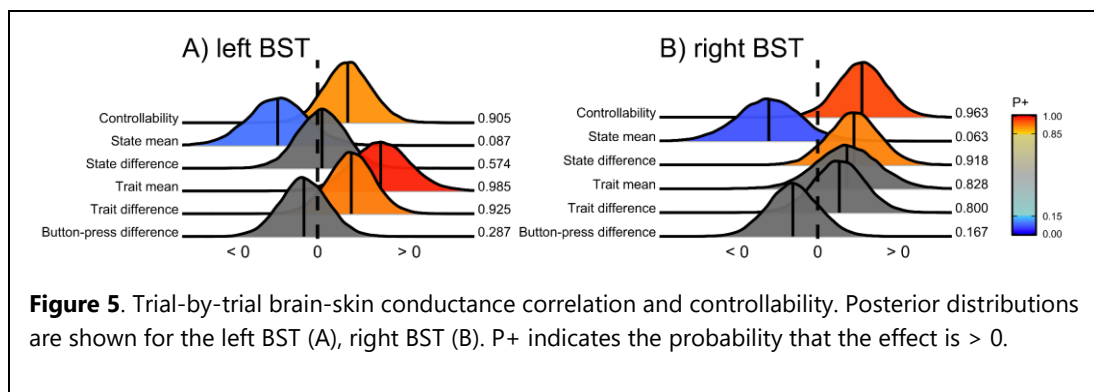 A) left BST
Controllability 0.905
State mean 0.087
State difference 0.574
Trait mean 0.985
Trait difference 0.925
Button-press difference 0.287
< 0 0 > 0
B) right BST
Controllability 0.963
State mean 0.063
State difference 0.918
Trait mean 0.828
Trait difference 0.800
Button-press difference 0.167
< 0 0 > 0
P+
1.00
0.85
0.15
0.00
Figure 5. Trial-by-trial brain-skin conductance correlation and controllability. Posterior distributions
are shown for the left BST (A), right BST (B). P+ indicates the probability that the effect is > 0.